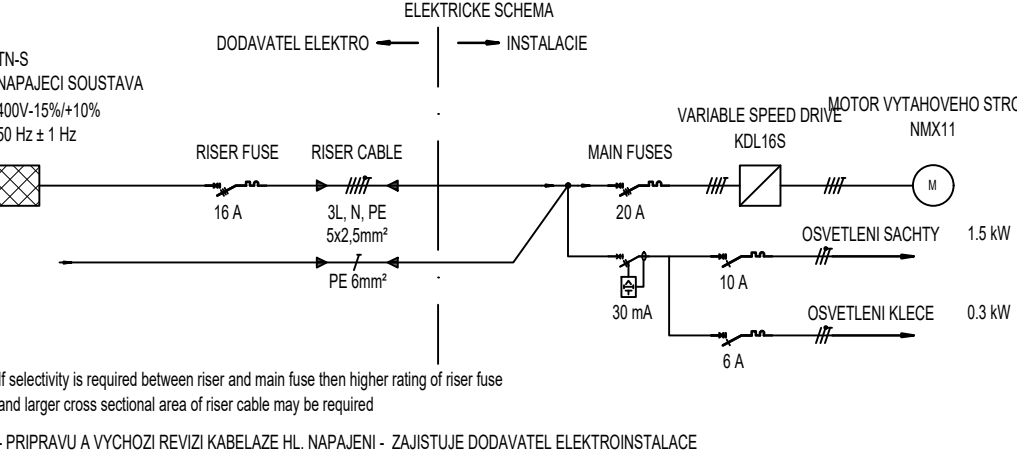 ELEKTRICKE SCHEMA
DODAVATEL ELEKTRO
INSTALACIE
TN-S
NAPAJECI SOUSTAVA
400V-15%/+10%
50 Hz ± 1 Hz
RISER FUSE
16 A
RISER CABLE
3L, N, PE
5x2,5mm²
PE 6mm²
MAIN FUSES
20 A
VARIABLE SPEED DRIVE
KDL16S
MOTOR VYTAHOVEHO STRO
NMX11
M
30 mA
OSVETLENI SACHTY 1.5 kW
10 A
OSVETLENI KLECE 0.3 kW
6 A
If selectivity is required between riser and main fuse then higher rating of riser fuse
and larger cross sectional area of riser cable may be required
- PRIPRAVU A VYCHOZI REVIZI KABELAZE HL. NAPAJENI - ZAJISTUJE DODAVATEL ELEKTROINSTALACE